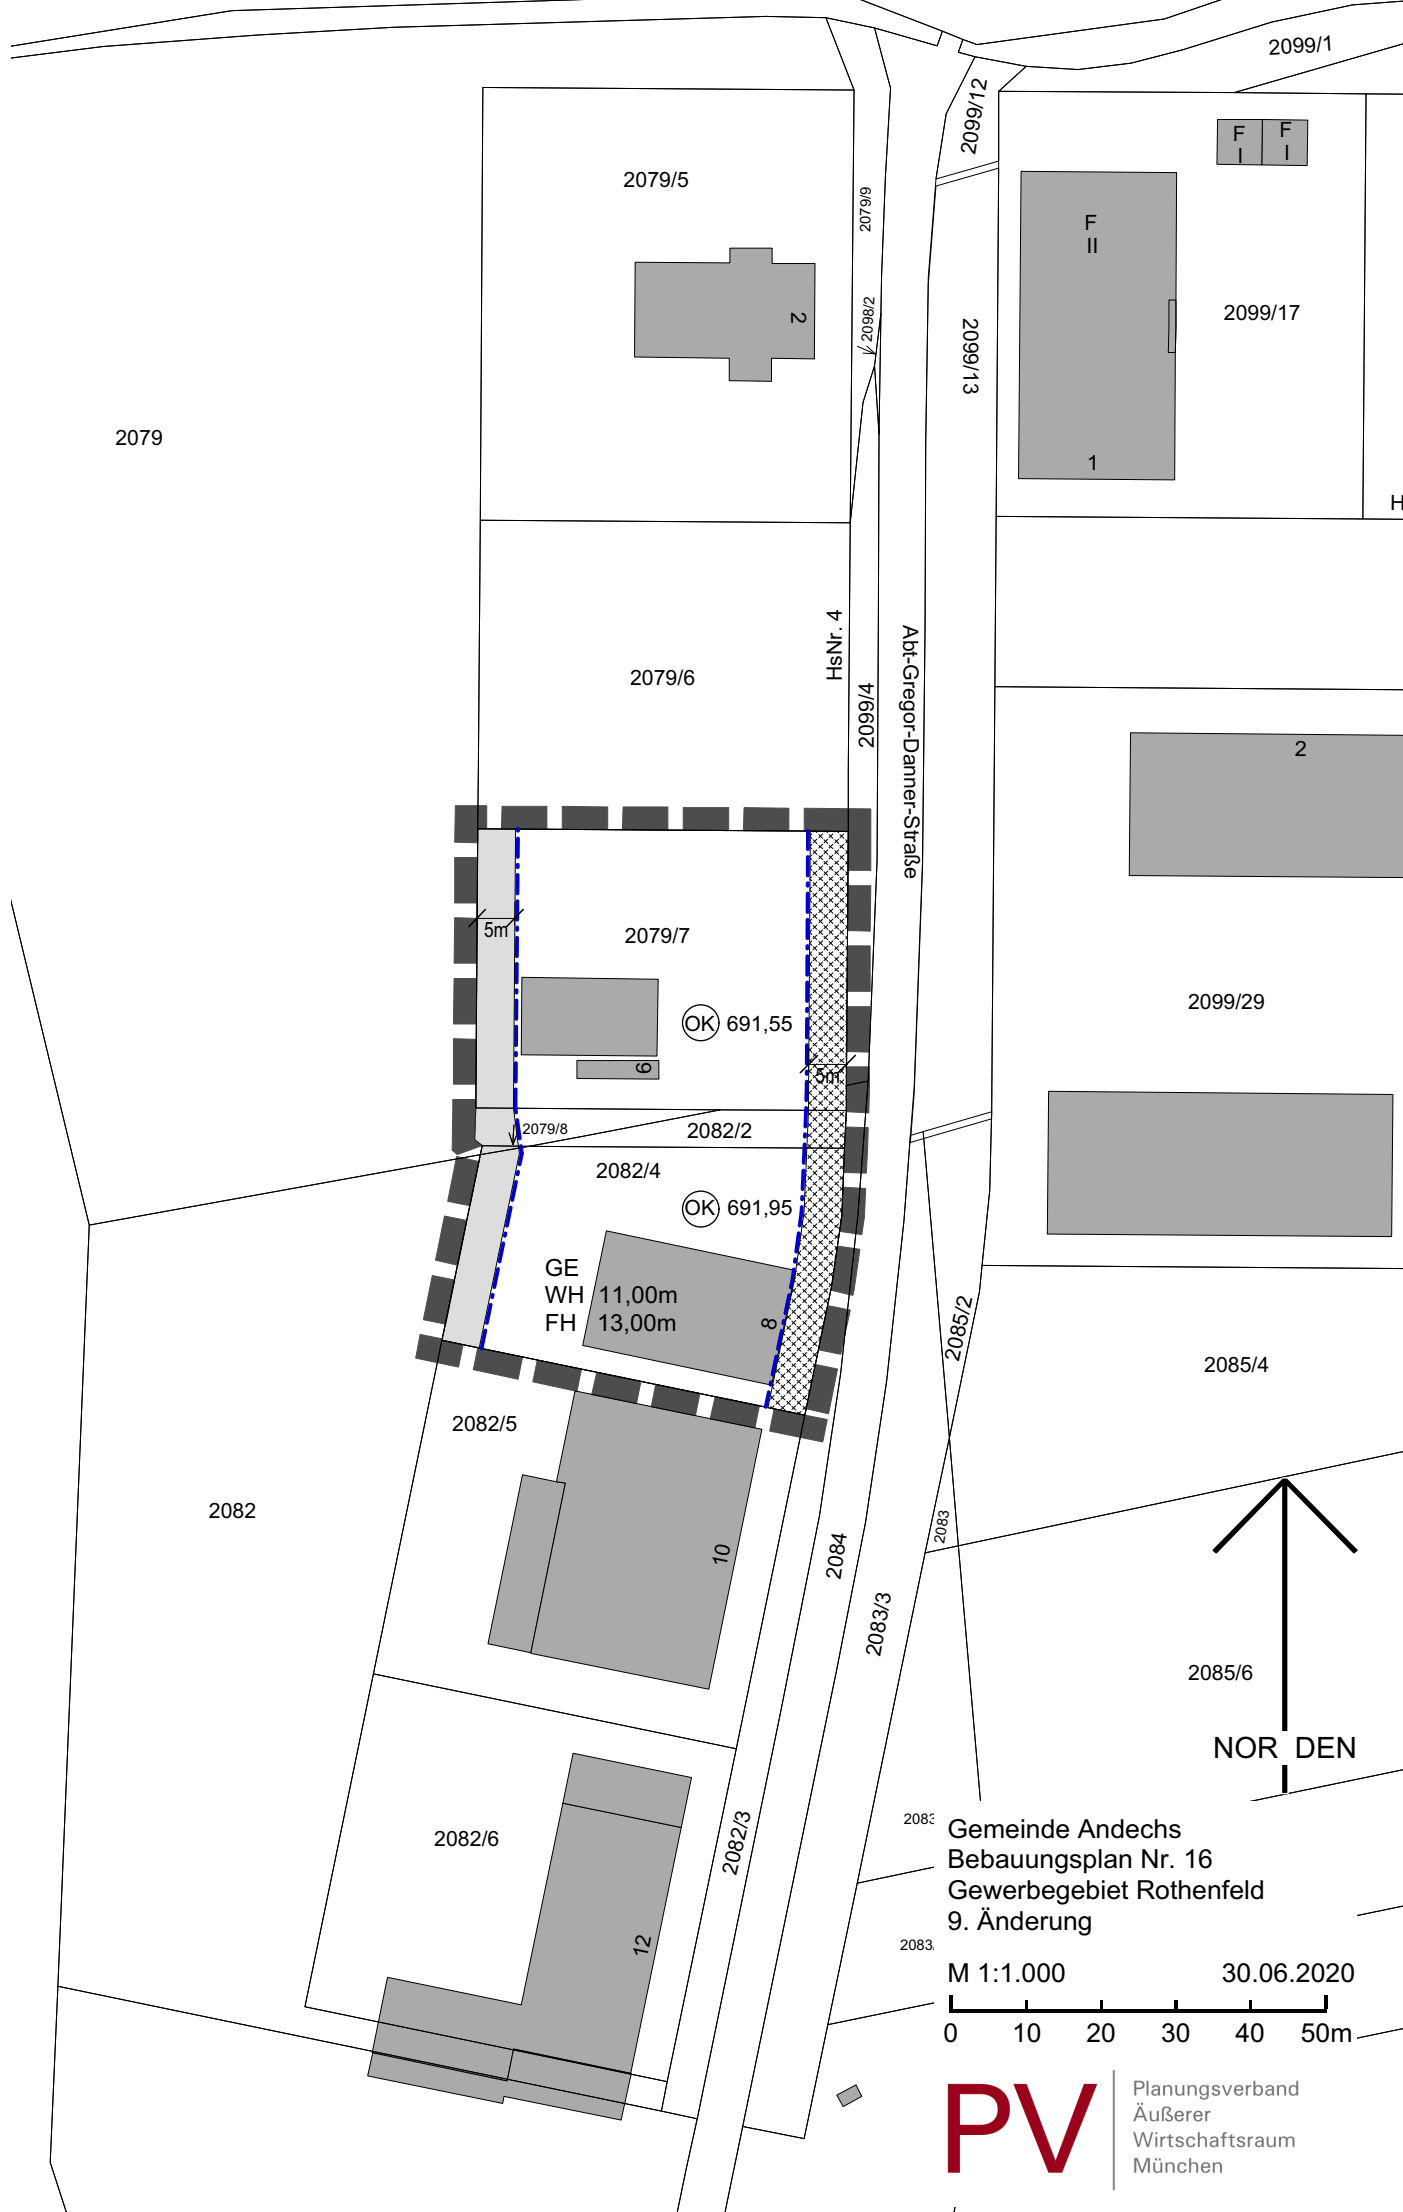 2099/1
2099/12
F
I
F
I
2079/5
2079/9
F
II
2
2098/2
2099/13
2099/17
2079
1
H
HsNr. 4
2079/6
2099/4
Abt-Gregor-Danner-Straße
2
5m
2079/7
2099/29
OK 691,55
6
5m
2079/8
2082/2
2082/4
OK 691,95
GE
WH 11,00m
FH 13,00m
8
2085/2
2085/4
2082/5
2082
10
2084
2083
2083/3
2085/6
NORDEN
2082/6
2082/3
12
2083
2083
Gemeinde Andechs
Bebauungsplan Nr. 16
Gewerbegebiet Rothenfeld
9. Änderung
M 1:1.000 30.06.2020
0 10 20 30 40 50m
PV
Planungsverband
Äußerer
Wirtschaftsraum
München